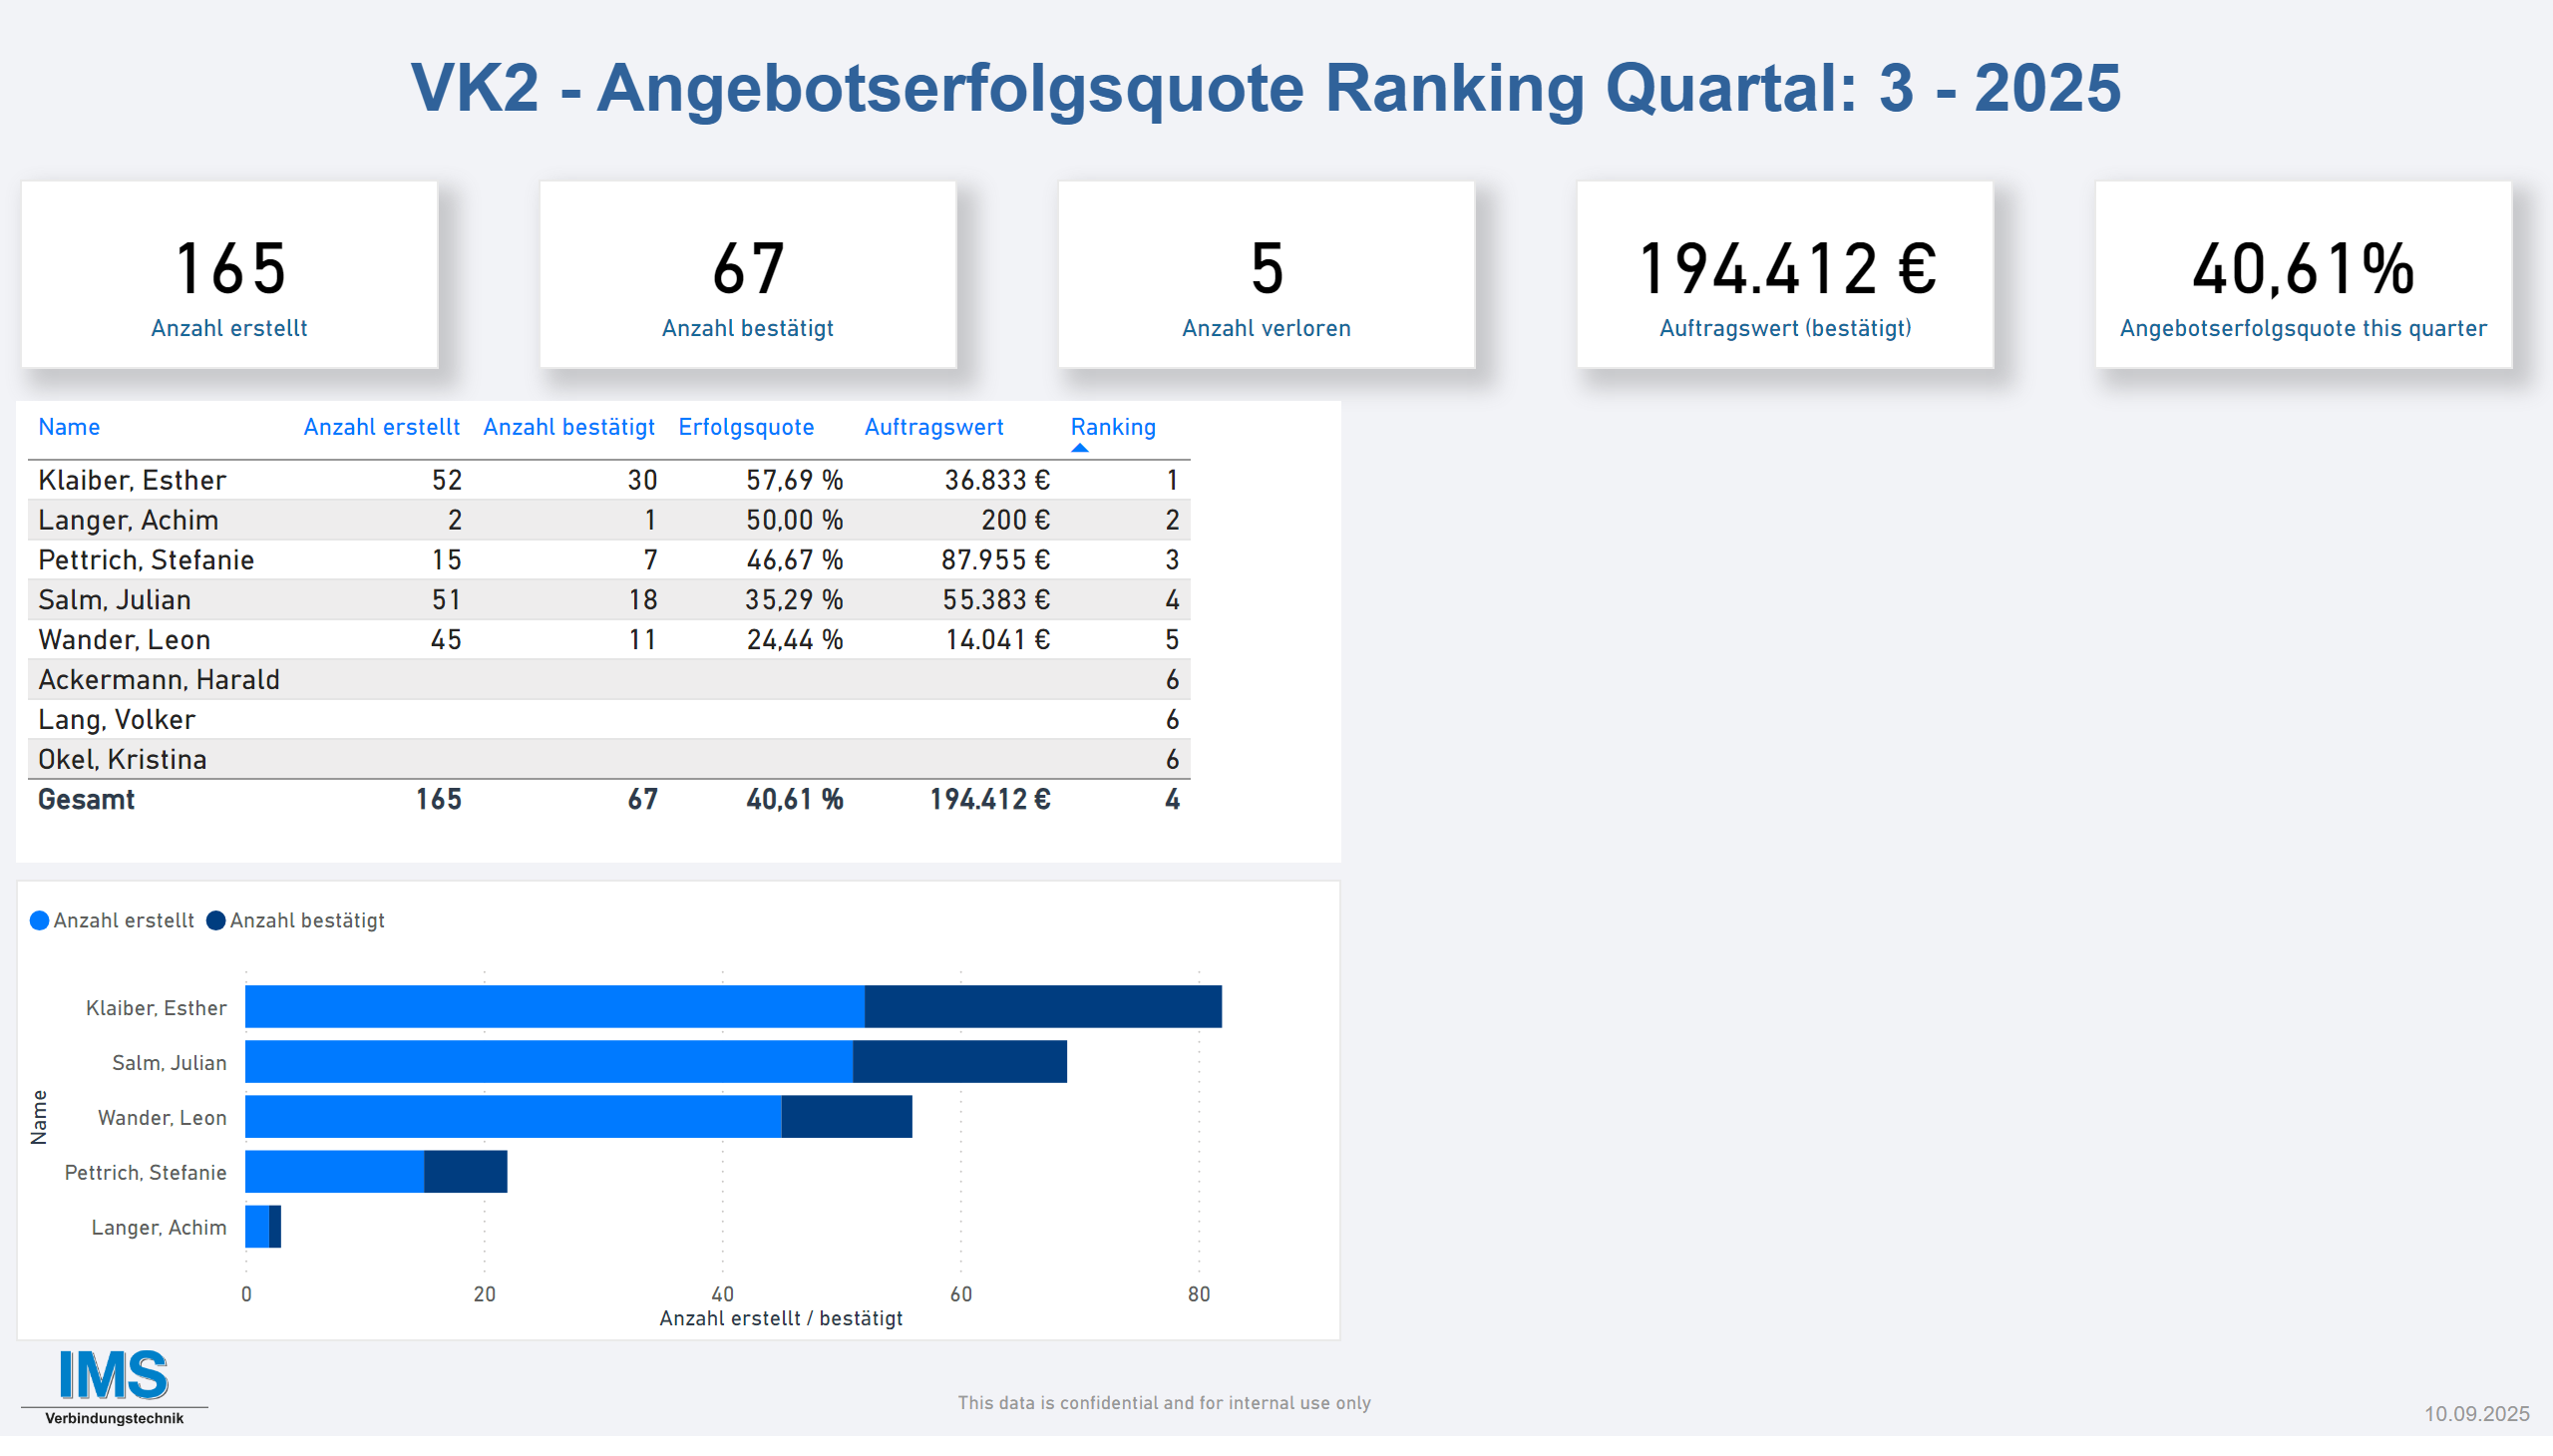 VK2 - Angebotserfolgsquote Ranking Quartal: 3 - 2025
165
Anzahl erstellt
67
Anzahl bestätigt
5
Anzahl verloren
194.412 €
Auftragswert (bestätigt)
40,61%
Angebotserfolgsquote this quarter
Name Anzahl erstellt Anzahl bestätigt Erfolgsquote Auftragswert Ranking
Klaiber, Esther 52 30 57,69 % 36.833 € 1
Langer, Achim 2 1 50,00 % 200 € 2
Pettrich, Stefanie 15 7 46,67 % 87.955 € 3
Salm, Julian 51 18 35,29 % 55.383 € 4
Wander, Leon 45 11 24,44 % 14.041 € 5
Ackermann, Harald 6
Lang, Volker 6
Okel, Kristina 6
Gesamt 165 67 40,61 % 194.412 € 4
Anzahl erstellt Anzahl bestätigt
Name
Klaiber, Esther
Salm, Julian
Wander, Leon
Pettrich, Stefanie
Langer, Achim
0 20 40 60 80
Anzahl erstellt / bestätigt
IMS
Verbindungstechnik
This data is confidential and for internal use only
10.09.2025